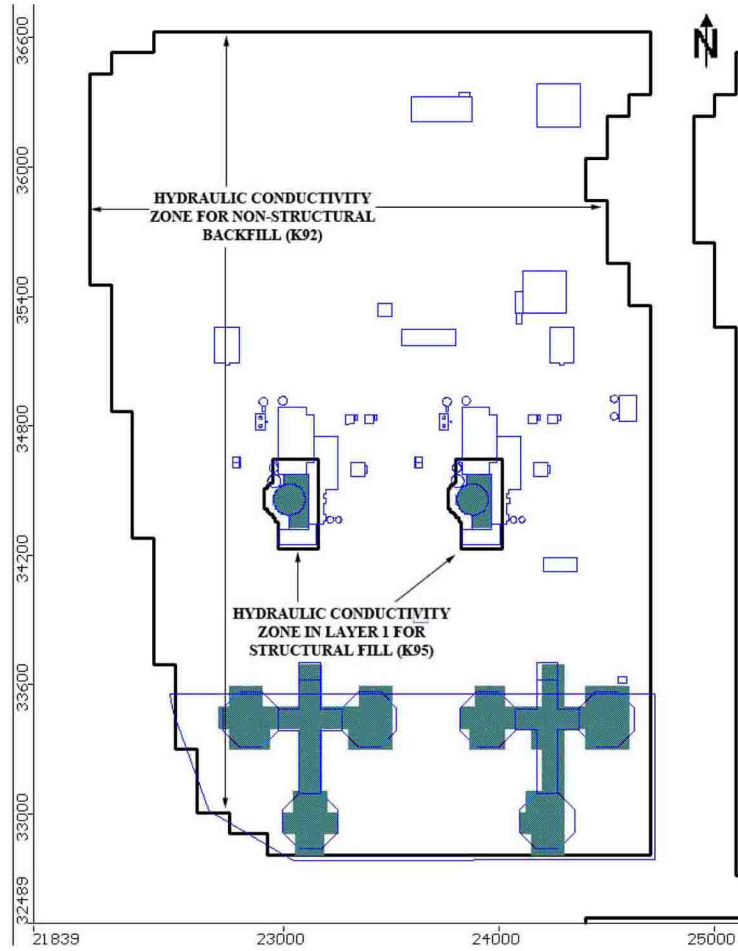 36600
N
36000
HYDRAULIC CONDUCTIVITY
ZONE FOR NON-STRUCTURAL
BACKFILL (K92)
35400
34800
34200
HYDRAULIC CONDUCTIVITY
ZONE IN LAYER 1 FOR
STRUCTURAL FILL (K95)
33600
33000
32489
21839
23000
24000
25000